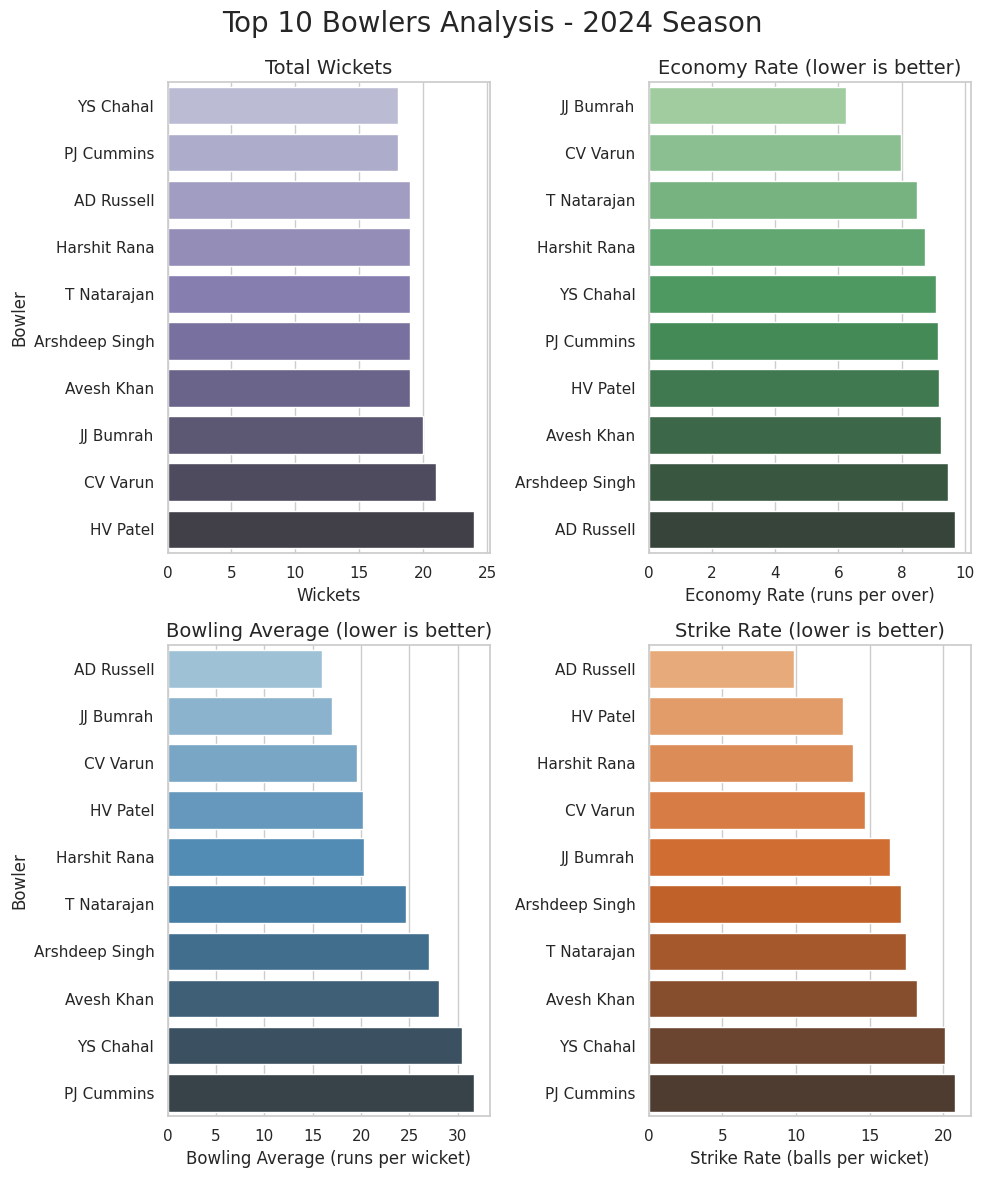 Top 10 Bowlers Analysis - 2024 Season
Total Wickets
Bowler
YS Chahal
PJ Cummins
AD Russell
Harshit Rana
T Natarajan
Arshdeep Singh
Avesh Khan
JJ Bumrah
CV Varun
HV Patel
0 5 10 15 20 25
Wickets
Economy Rate (lower is better)
JJ Bumrah
CV Varun
T Natarajan
Harshit Rana
YS Chahal
PJ Cummins
HV Patel
Avesh Khan
Arshdeep Singh
AD Russell
0 2 4 6 8 10
Economy Rate (runs per over)
Bowling Average (lower is better)
Bowler
AD Russell
JJ Bumrah
CV Varun
HV Patel
Harshit Rana
T Natarajan
Arshdeep Singh
Avesh Khan
YS Chahal
PJ Cummins
0 5 10 15 20 25 30
Bowling Average (runs per wicket)
Strike Rate (lower is better)
AD Russell
HV Patel
Harshit Rana
CV Varun
JJ Bumrah
Arshdeep Singh
T Natarajan
Avesh Khan
YS Chahal
PJ Cummins
0 5 10 15 20
Strike Rate (balls per wicket)